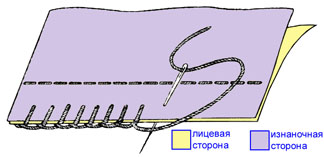 лицевая
сторона
изнаночная
сторона